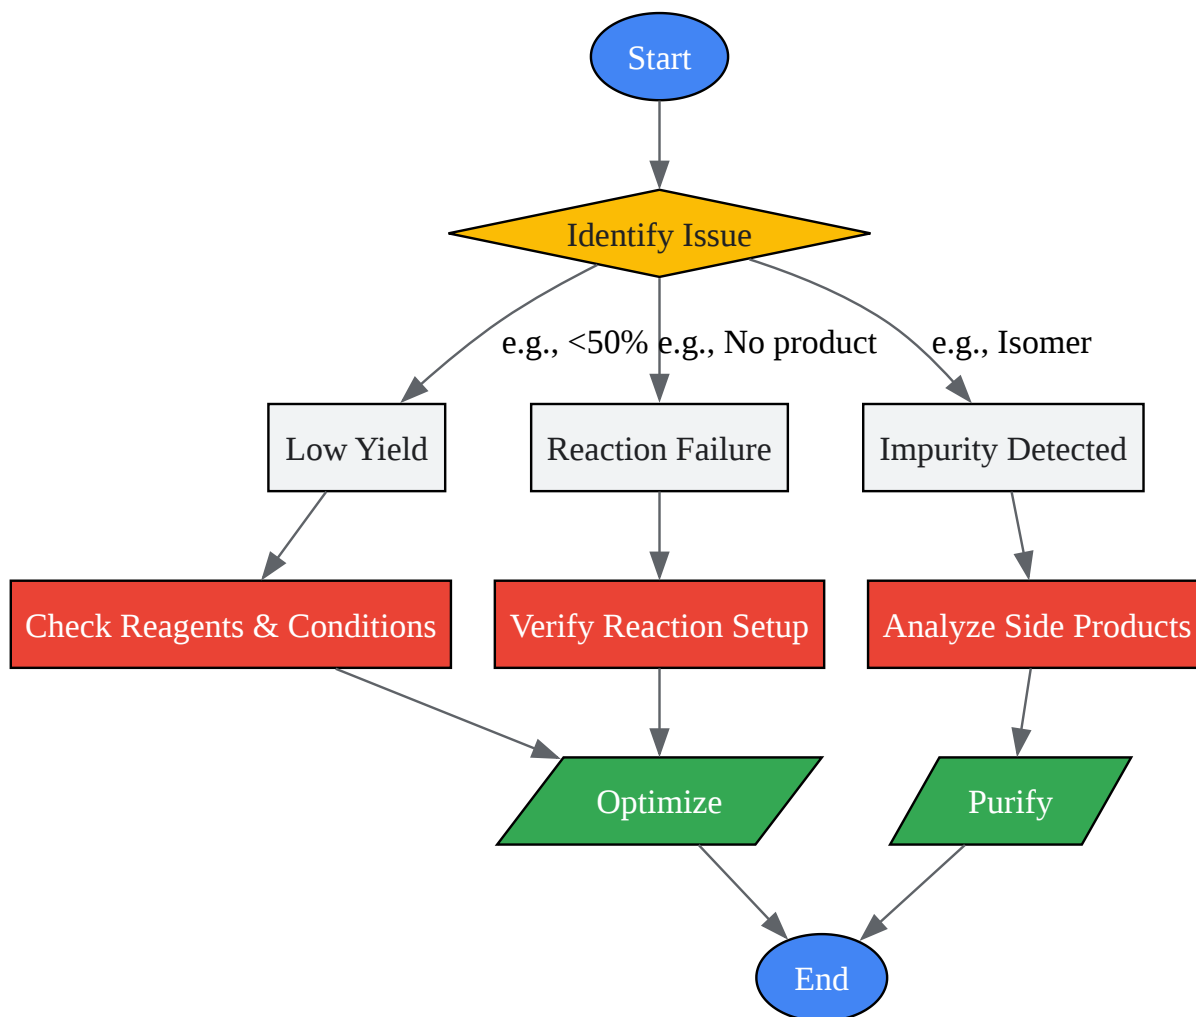 Start
Identify Issue
e.g., <50%
e.g., No product
e.g., Isomer
Low Yield
Reaction Failure
Impurity Detected
Check Reagents & Conditions
Verify Reaction Setup
Analyze Side Products
Optimize
Purify
End